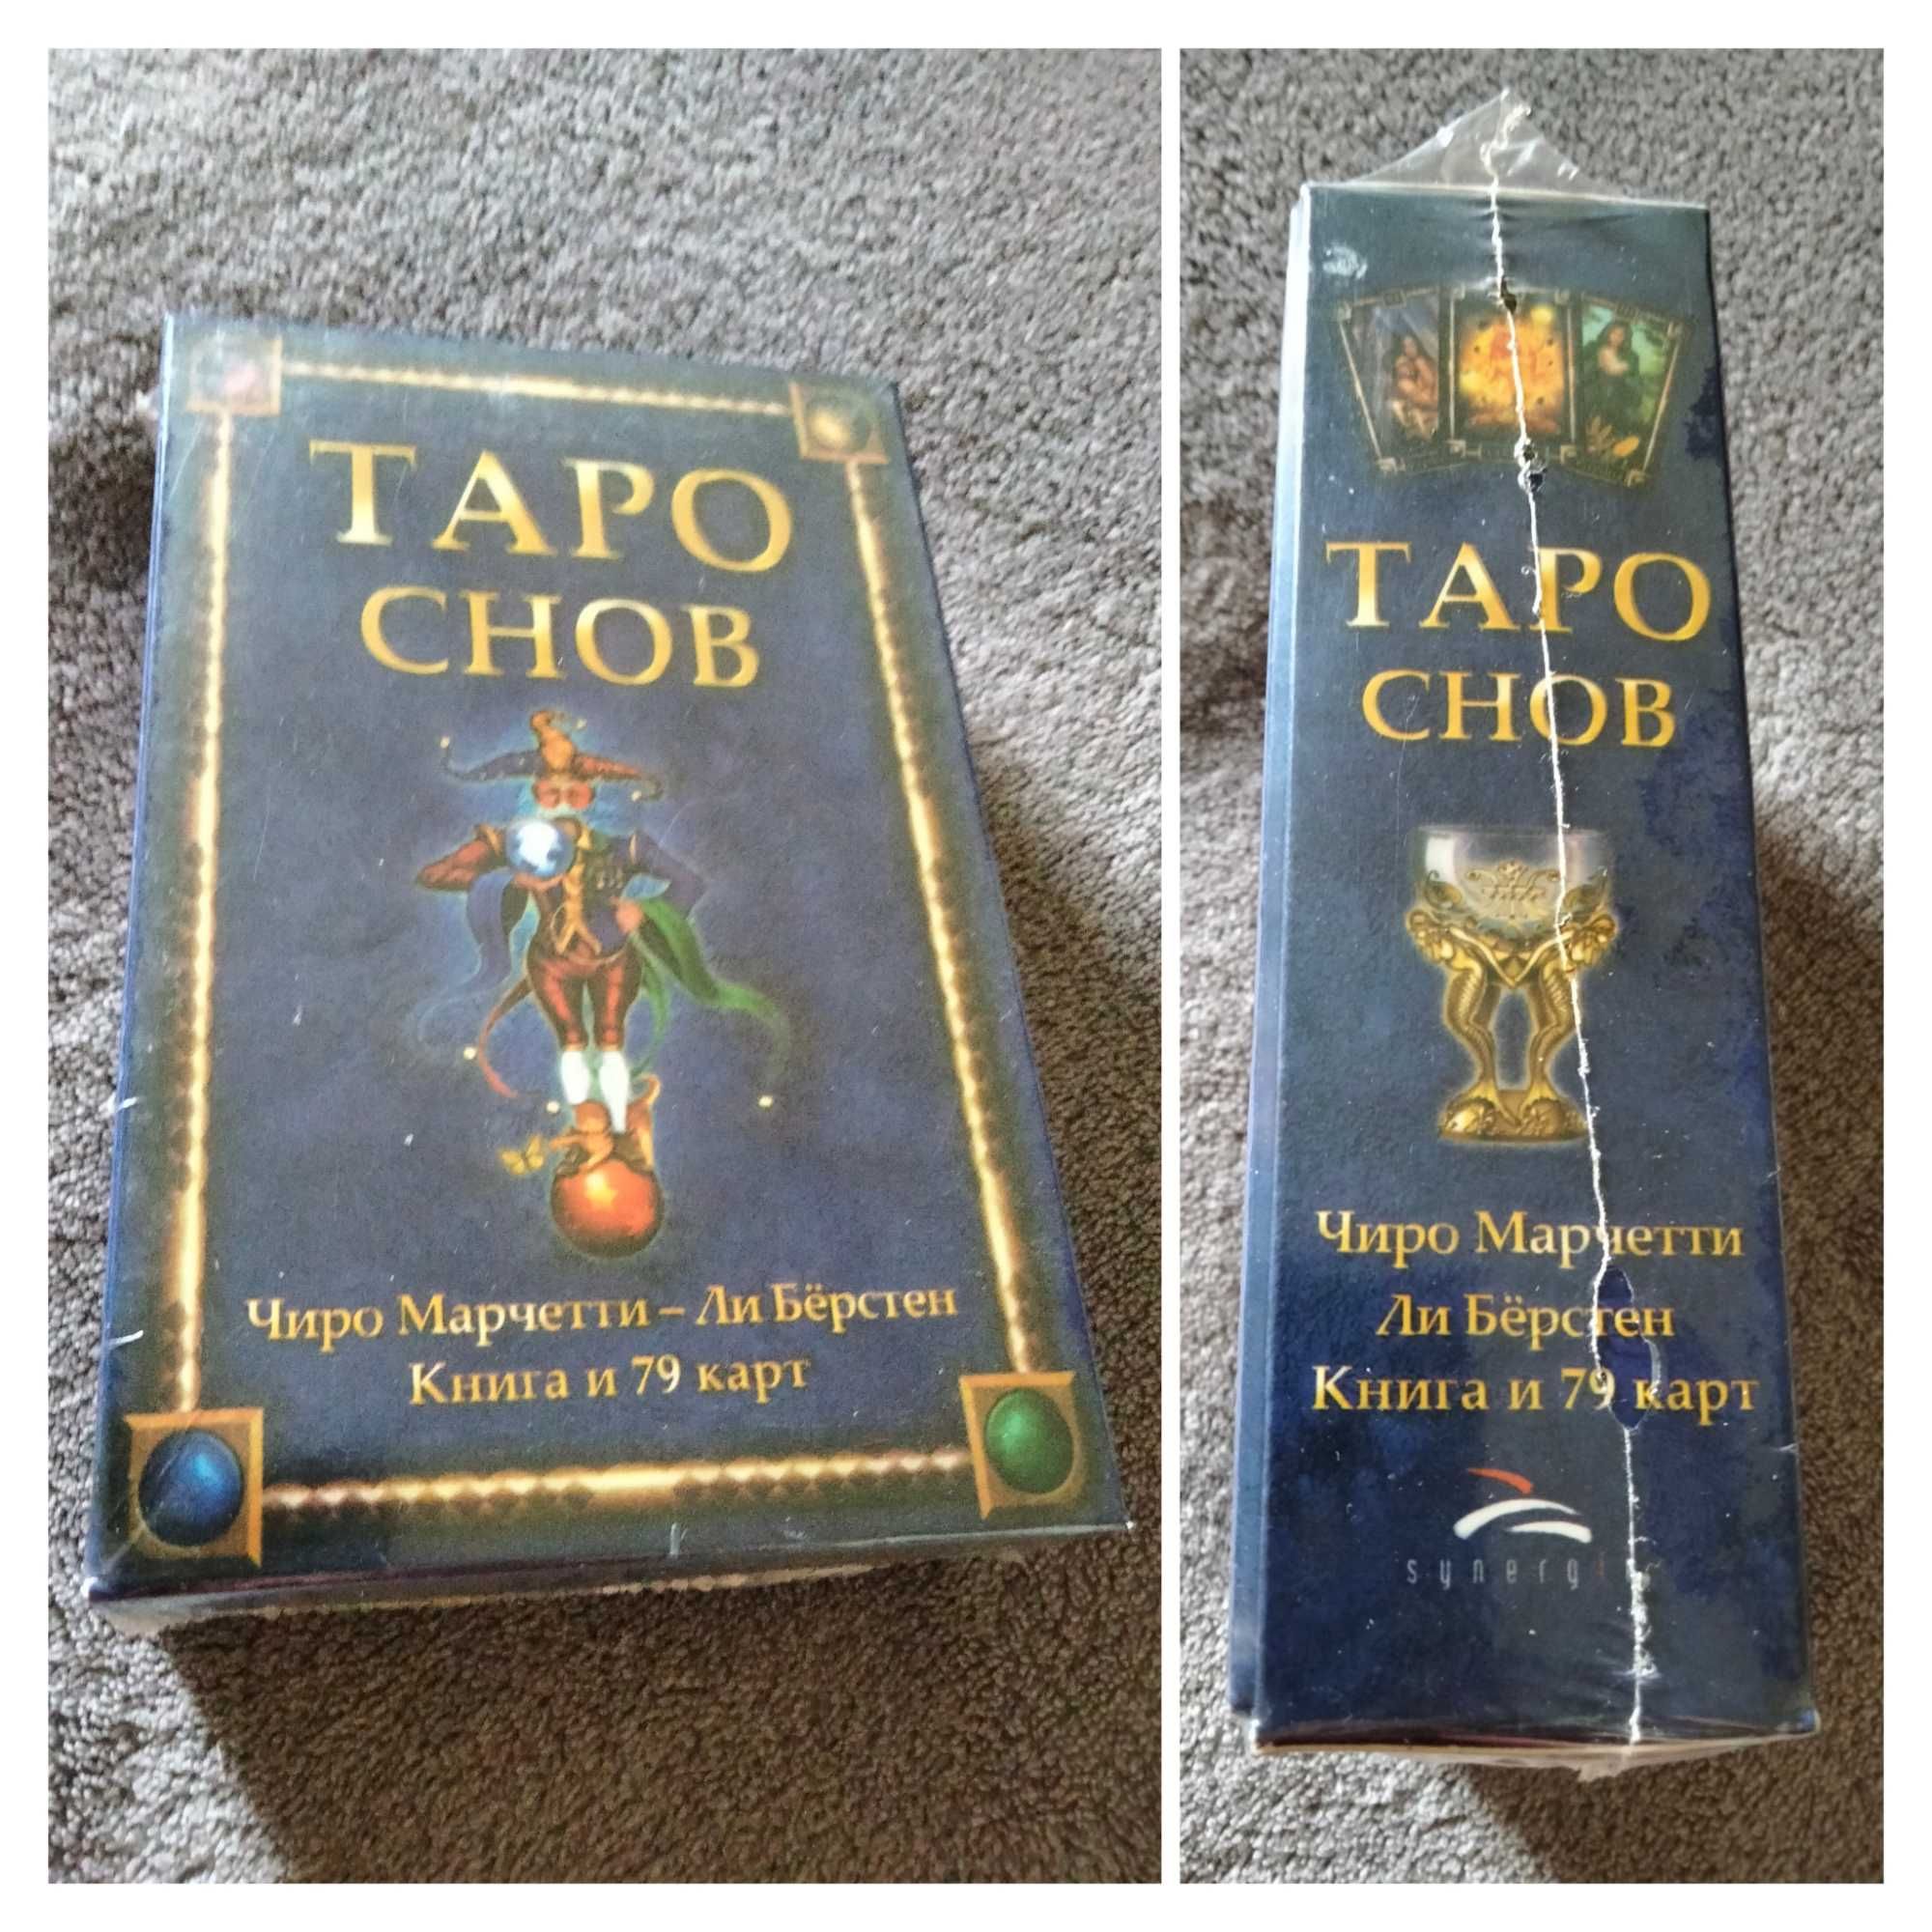 ТАРО
СНОВ
Чиро Марчетти – Ли Бёрстен
Книга и 79 карт
ТАРО
СНОВ
Чиро Марчетти
Ли Бёрстен
Книга и 79 карт